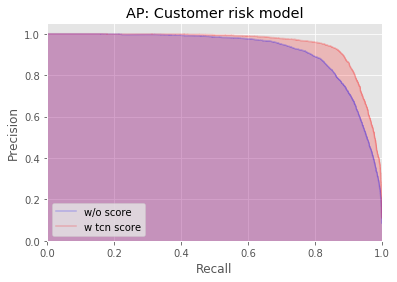 AP: Customer risk model
Precision
1.0
0.8
0.6
0.4
0.2
0.0
w/o score
w tcn score
0.0 0.2 0.4 0.6 0.8 1.0
Recall